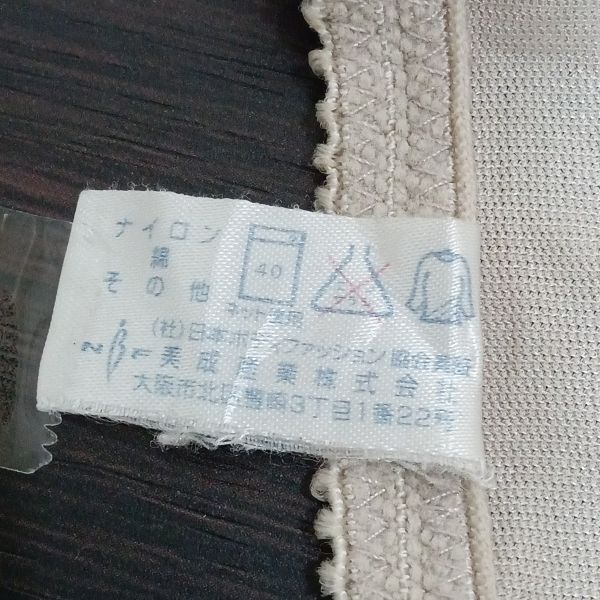 ナイロン
綿
その他
40
ネット使用
(社)日本ボディファッション協会
美成産業株式会社
大阪市北区豊崎3丁目1番22号